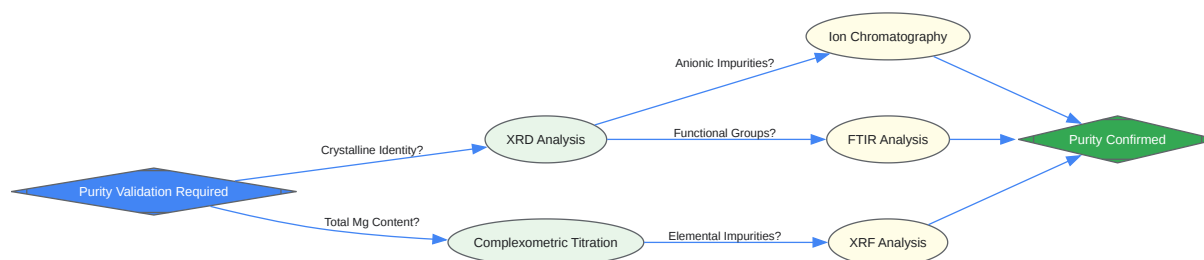 Ion Chromatography
Anionic Impurities?
XRD Analysis
Functional Groups?
FTIR Analysis
Purity Confirmed
Crystalline Identity?
Purity Validation Required
Total Mg Content?
Complexometric Titration
Elemental Impurities?
XRF Analysis